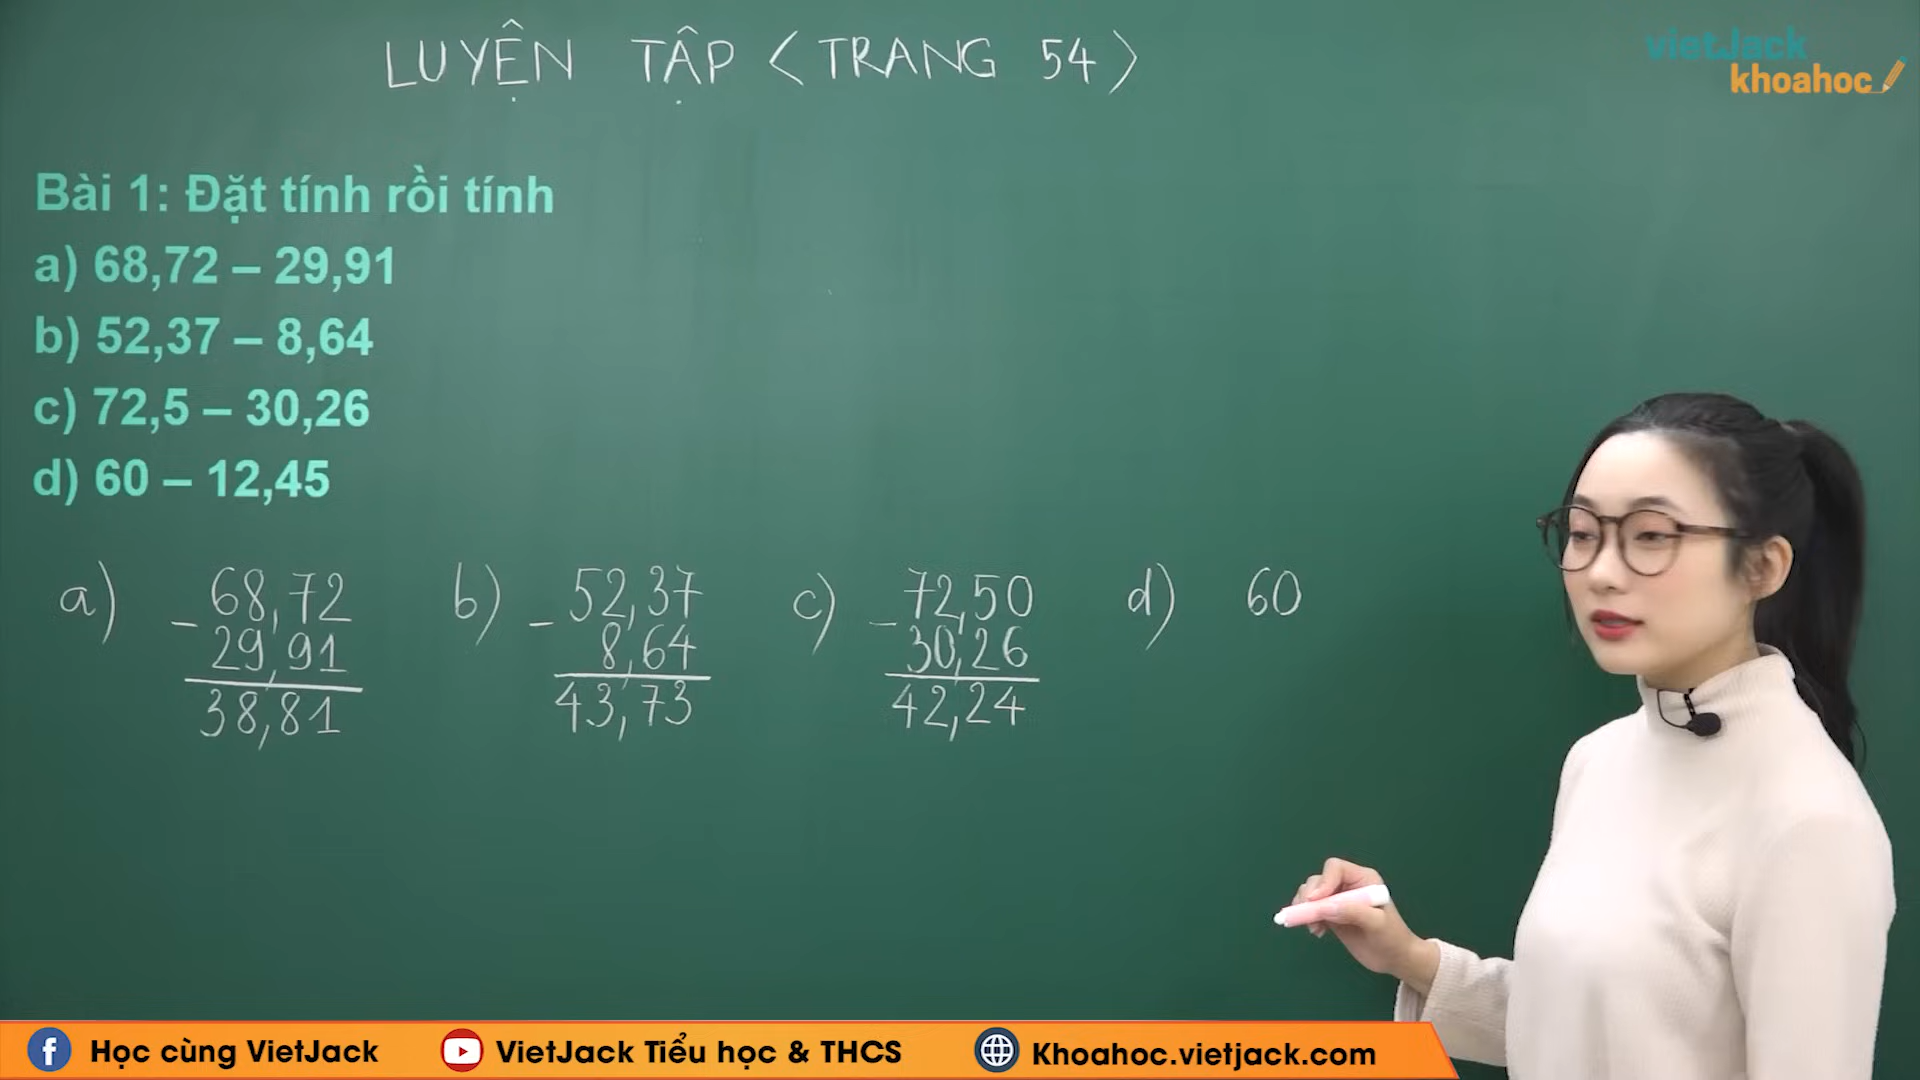 LUYỆN TẬP <TRANG 54>
vietJack
khoahoc
Bài 1: Đặt tính rồi tính
a) 68,72 – 29,91
b) 52,37 – 8,64
c) 72,5 – 30,26
d) 60 – 12,45
a) 68,72 b) 52,37 c) 72,50 d) 60
- 29,91 - 8,64 - 30,26
38,81 43,73 42,24
Học cùng VietJack VietJack Tiểu học & THCS Khoahoc.vietjack.com